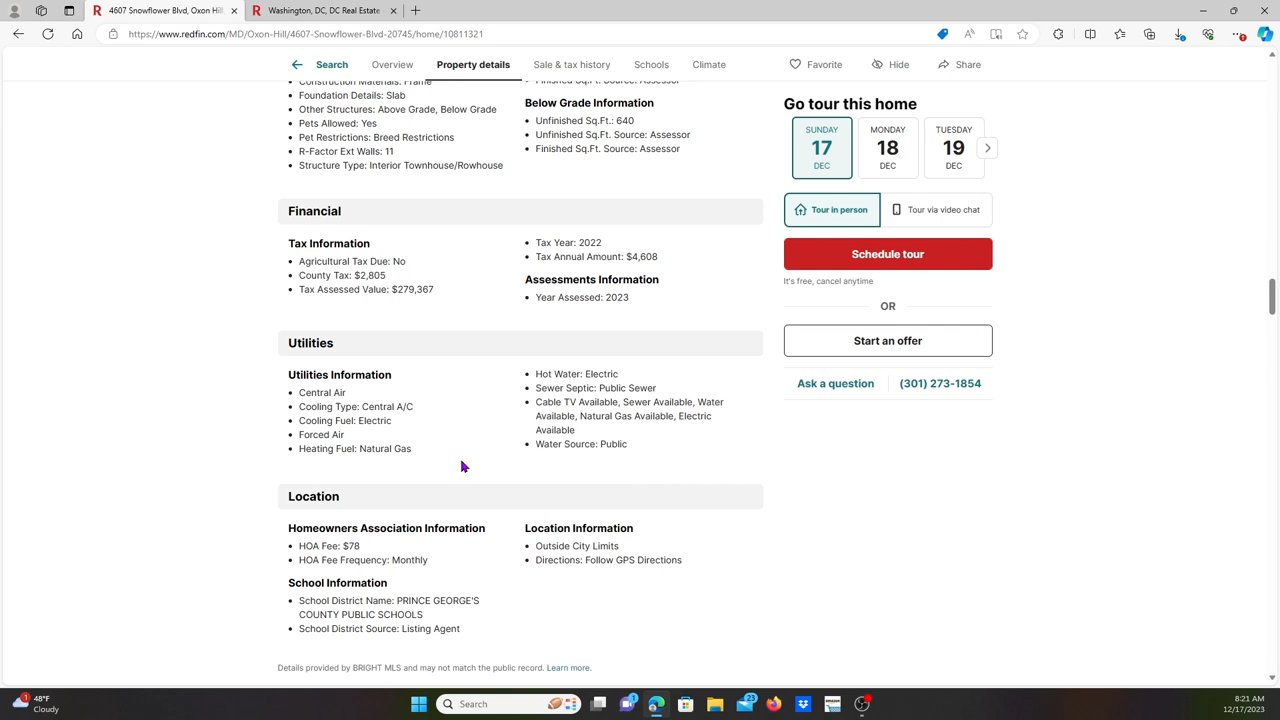 4607 Snowflower Blvd, Oxon Hill,
Washington, DC, DC Real Estate
https://www.redfin.com/MD/Oxon-Hill/4607-Snowflower-Blvd-20745/home/10811321
Search
Overview
Property details
Sale & tax history
Schools
Climate
Favorite
Hide
Share
Construction Materials: Frame
Foundation Details: Slab
Other Structures: Above Grade, Below Grade
Pets Allowed: Yes
Pet Restrictions: Breed Restrictions
R-Factor Ext Walls: 11
Structure Type: Interior Townhouse/Rowhouse
Finished Sq.Ft. Source: Assessor
Below Grade Information
Unfinished Sq.Ft.: 640
Unfinished Sq.Ft. Source: Assessor
Finished Sq.Ft. Source: Assessor
Financial
Tax Information
Agricultural Tax Due: No
County Tax: $2,805
Tax Assessed Value: $279,367
Tax Year: 2022
Tax Annual Amount: $4,608
Assessments Information
Year Assessed: 2023
Utilities
Utilities Information
Central Air
Cooling Type: Central A/C
Cooling Fuel: Electric
Forced Air
Heating Fuel: Natural Gas
Hot Water: Electric
Sewer Septic: Public Sewer
Cable TV Available, Sewer Available, Water
Available, Natural Gas Available, Electric
Available
Water Source: Public
Location
Homeowners Association Information
HOA Fee: $78
HOA Fee Frequency: Monthly
School Information
School District Name: PRINCE GEORGE'S
COUNTY PUBLIC SCHOOLS
School District Source: Listing Agent
Location Information
Outside City Limits
Directions: Follow GPS Directions
Details provided by BRIGHT MLS and may not match the public record. Learn more.
Go tour this home
SUNDAY
17
DEC
MONDAY
18
DEC
TUESDAY
19
DEC
Tour in person
Tour via video chat
Schedule tour
It's free, cancel anytime
OR
Start an offer
Ask a question
(301) 273-1854
1
48°F
Cloudy
Search
1
23
amazon
8:21 AM
12/17/2023